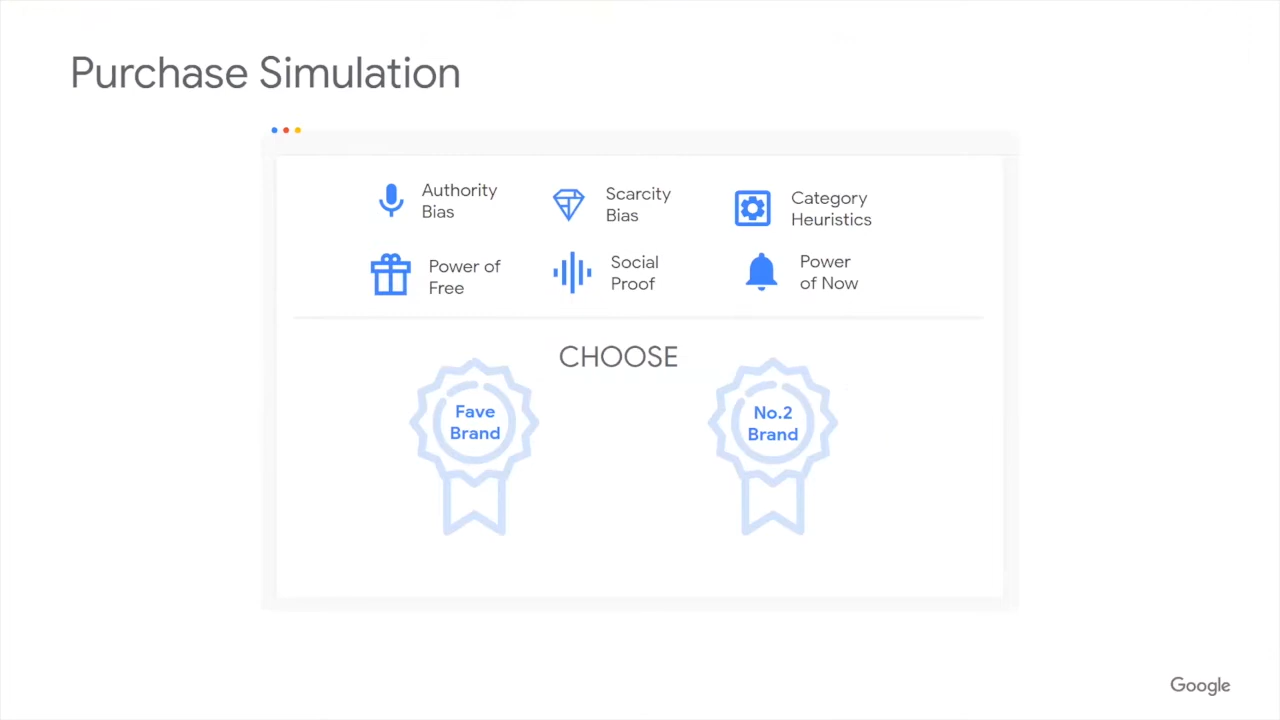 Purchase Simulation
Authority
Bias
Scarcity
Bias
Category
Heuristics
Power of
Free
Social
Proof
Power
of Now
CHOOSE
Fave
Brand
No.2
Brand
Google